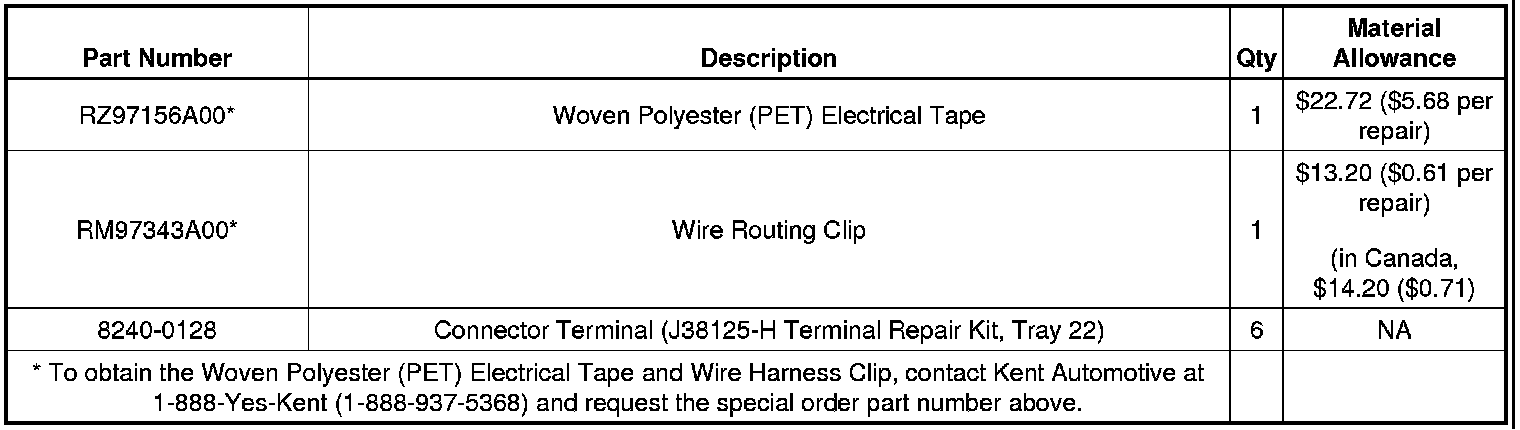 Part Number Description Qty Material Allowance
RZ97156A00* Woven Polyester (PET) Electrical Tape 1 $22.72 ($5.68 per
repair)
RM97343A00* Wire Routing Clip 1 $13.20 ($0.61 per
repair)
(in Canada,
$14.20 ($0.71)
8240-0128 Connector Terminal (J38125-H Terminal Repair Kit, Tray 22) 6 NA
* To obtain the Woven Polyester (PET) Electrical Tape and Wire Harness Clip, contact Kent Automotive at
1-888-Yes-Kent (1-888-937-5368) and request the special order part number above.